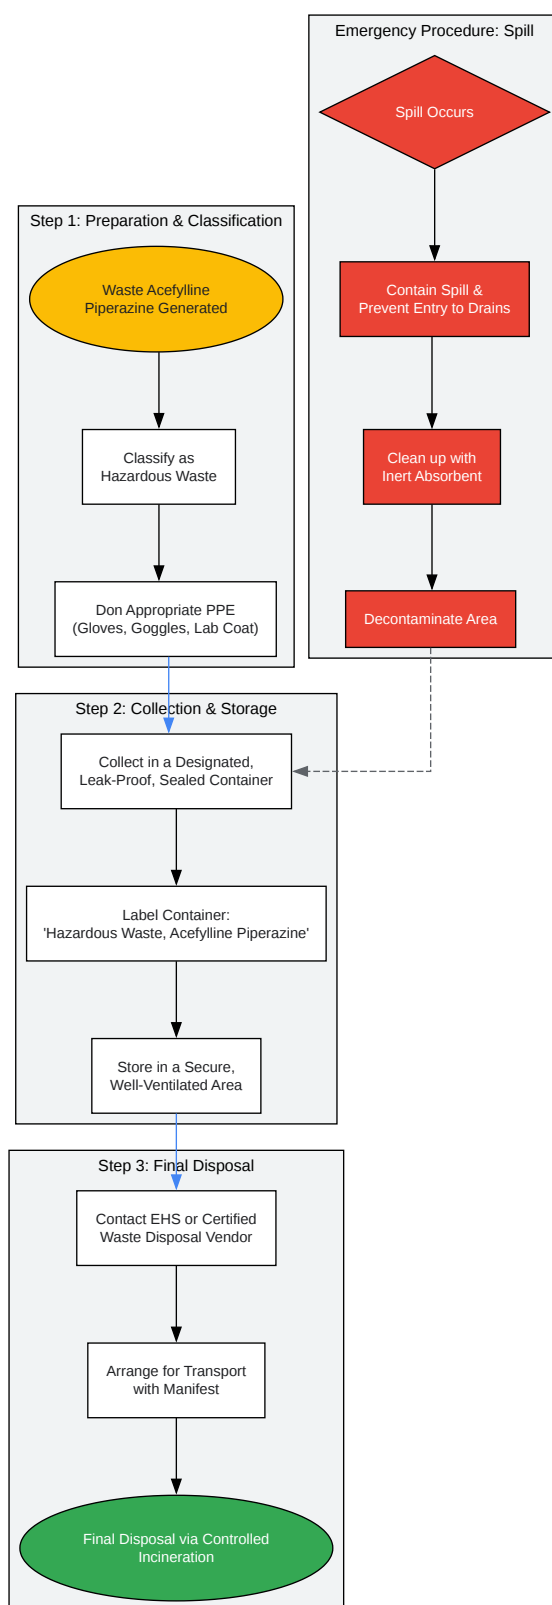 Emergency Procedure: Spill
Spill Occurs
Contain Spill &
Prevent Entry to Drains
Clean up with
Inert Absorbent
Decontaminate Area
Step 1: Preparation & Classification
Waste Acefylline
Piperazine Generated
Classify as
Hazardous Waste
Don Appropriate PPE
(Gloves, Goggles, Lab Coat)
Step 2: Collection & Storage
Collect in a Designated,
Leak-Proof, Sealed Container
Label Container:
'Hazardous Waste, Acefylline Piperazine'
Store in a Secure,
Well-Ventilated Area
Step 3: Final Disposal
Contact EHS or Certified
Waste Disposal Vendor
Arrange for Transport
with Manifest
Final Disposal via Controlled
Incineration